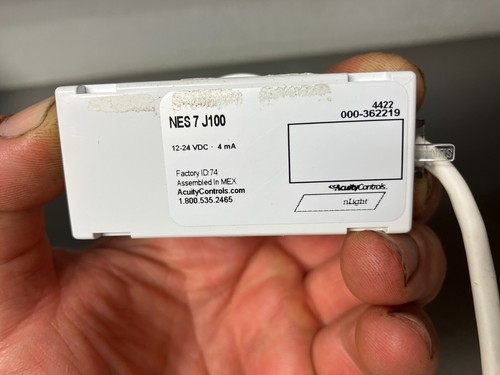 NES 7 J100
4422
000-362219
12-24 VDC · 4 mA
Factory ID:74
Assembled In MEX
AcuityControls.com
1.800.535.2465
AcuityControls
nLight